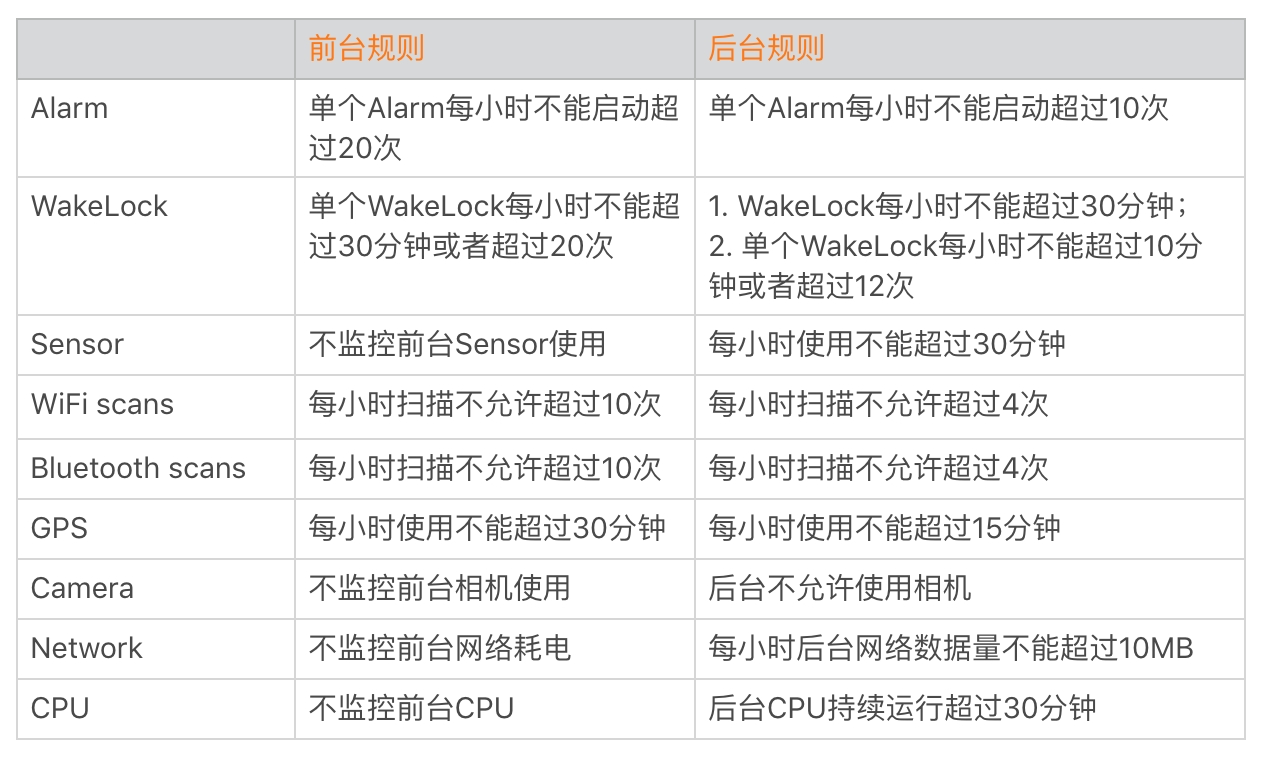 前台规则 后台规则
Alarm 单个Alarm每小时不能启动超 单个Alarm每小时不能启动超过10次
过20次
WakeLock 单个WakeLock每小时不能超 1. WakeLock每小时不能超过30分钟；
过30分钟或者超过20次 2. 单个WakeLock每小时不能超过10分
钟或者超过12次
Sensor 不监控前台Sensor使用 每小时使用不能超过30分钟
WiFi scans 每小时扫描不允许超过10次 每小时扫描不允许超过4次
Bluetooth scans 每小时扫描不允许超过10次 每小时扫描不允许超过4次
GPS 每小时使用不能超过30分钟 每小时使用不能超过15分钟
Camera 不监控前台相机使用 后台不允许使用相机
Network 不监控前台网络耗电 每小时后台网络数据量不能超过10MB
CPU 不监控前台CPU 后台CPU持续运行超过30分钟